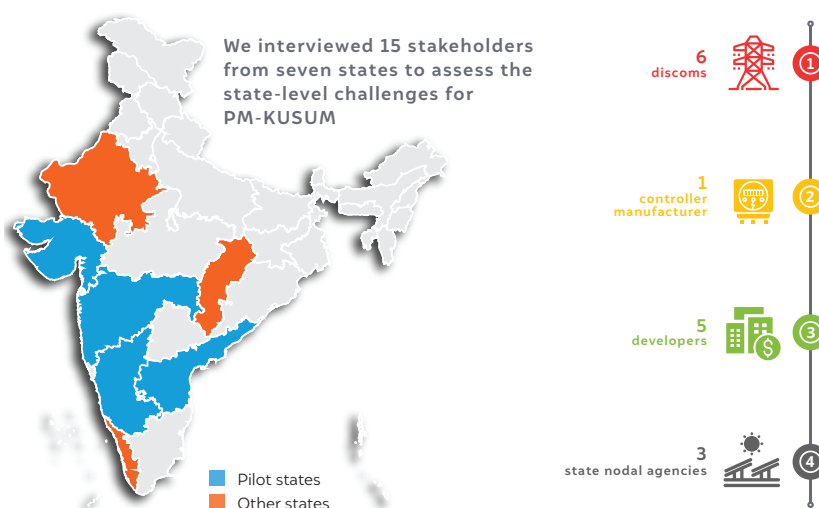 We interviewed 15 stakeholders
from seven states to assess the
state-level challenges for
PM-KUSUM
6
discoms
1
1
controller
manufacturer
2
5
developers
$
3
3
state nodal agencies
4
Pilot states
Other states